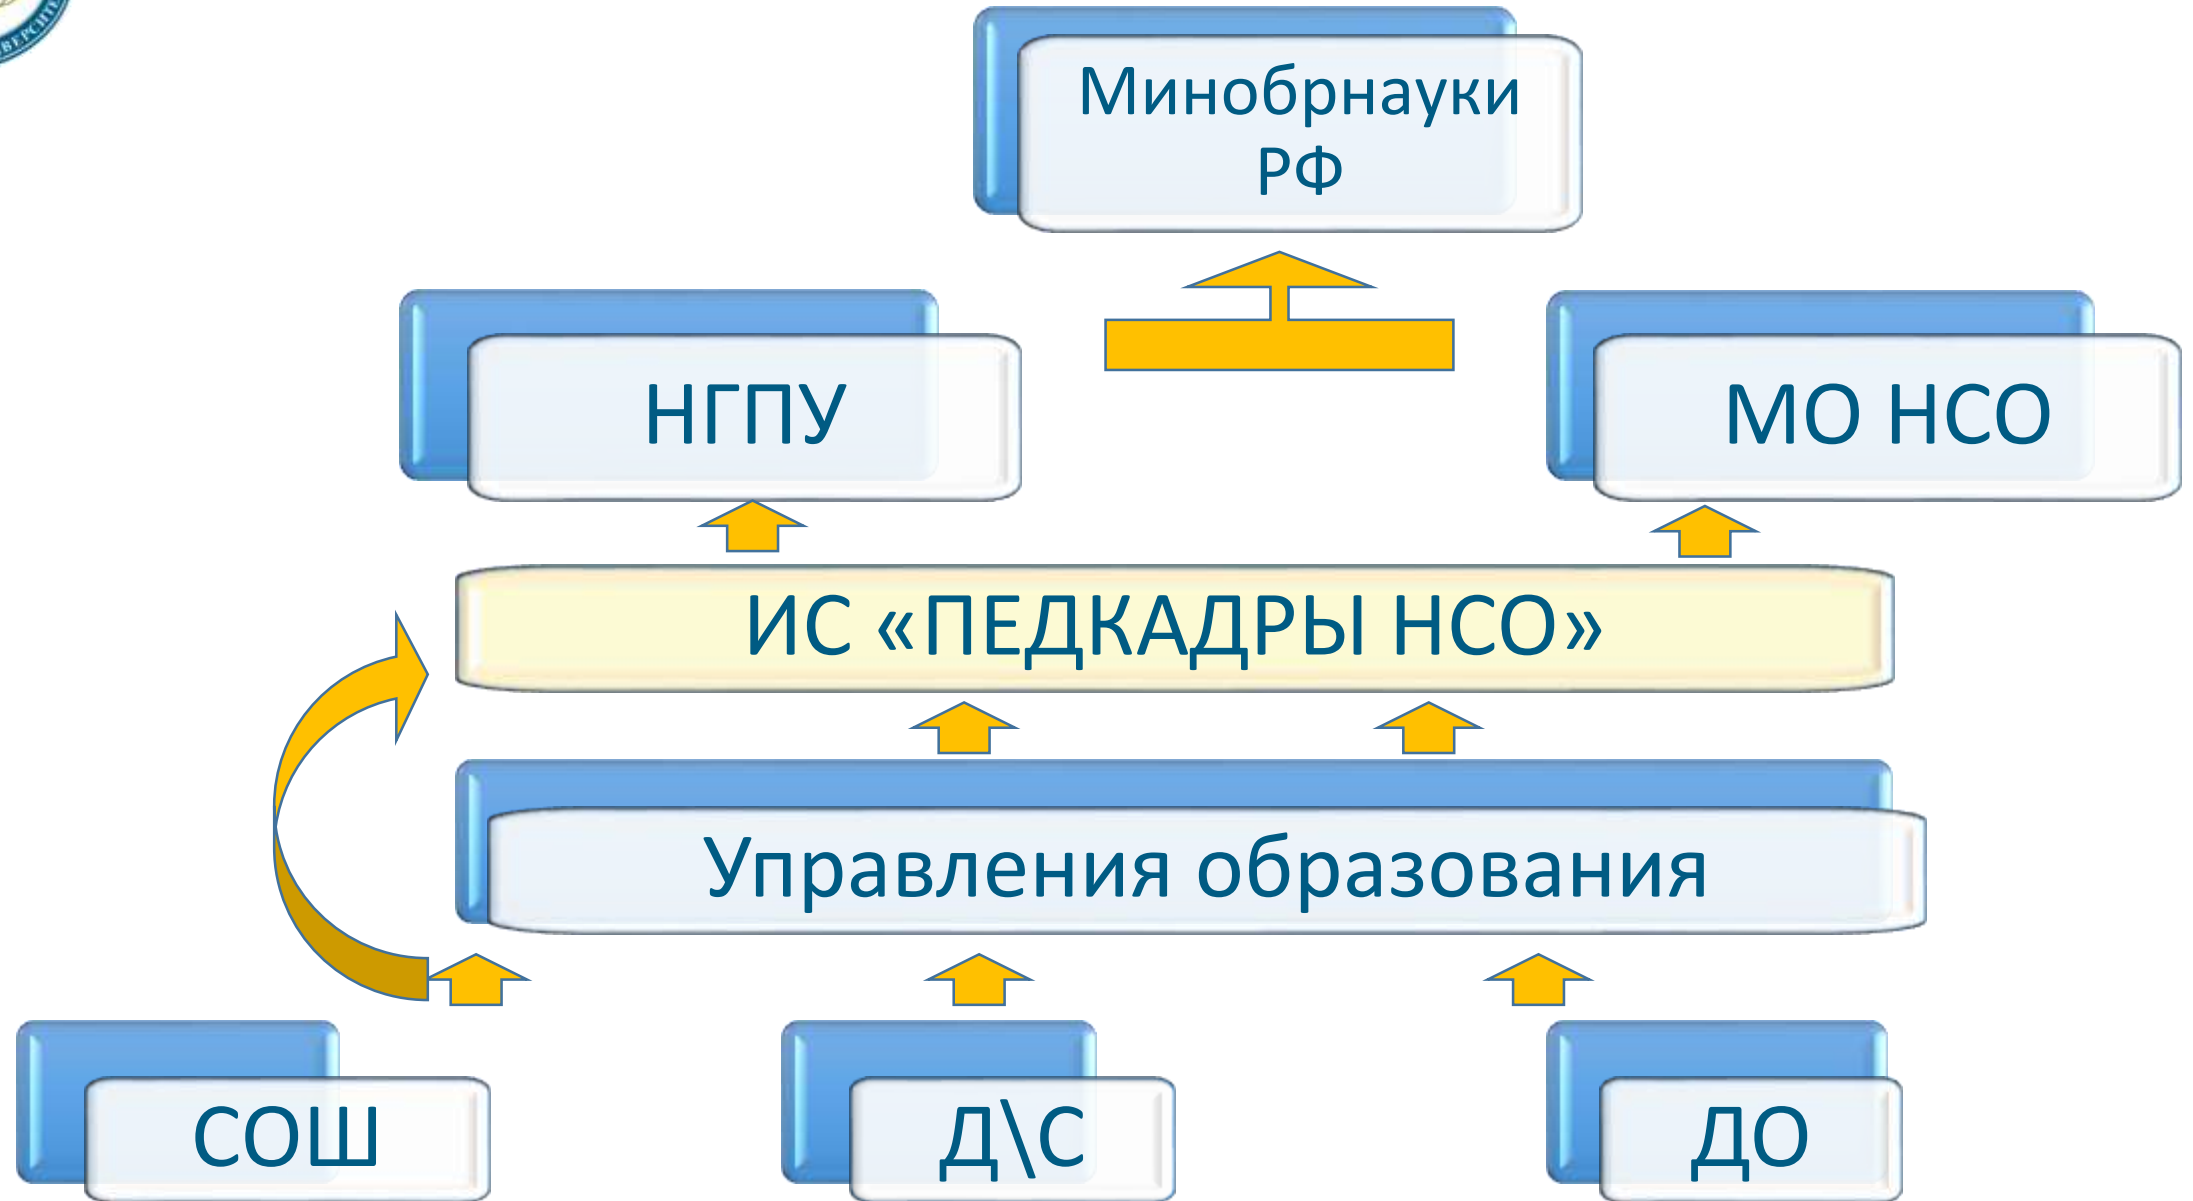 Минобрнауки
РФ
НГПУ
МО НСО
ИС «ПЕДКАДРЫ НСО»
Управления образования
СОШ
Д\С
ДО